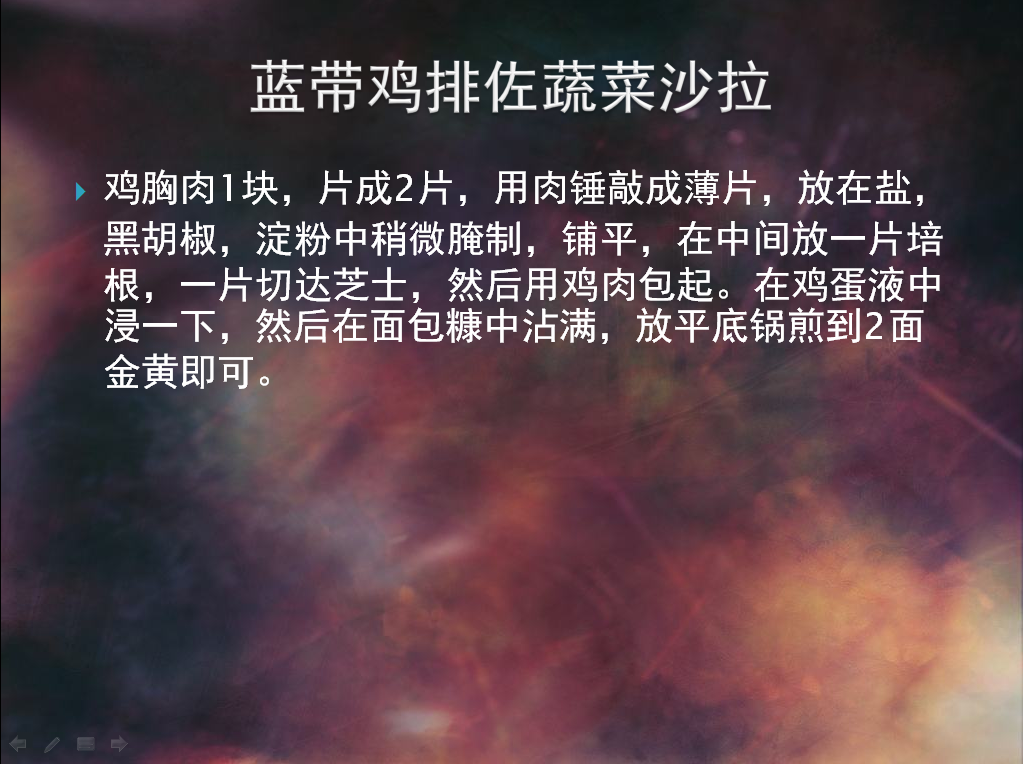 蓝带鸡排佐蔬菜沙拉
鸡胸肉1块，片成2片，用肉锤敲成薄片，放在盐，
黑胡椒，淀粉中稍微腌制，铺平，在中间放一片培
根，一片切达芝士，然后用鸡肉包起。在鸡蛋液中
浸一下，然后在面包糠中沾满，放平底锅煎到2面
金黄即可。